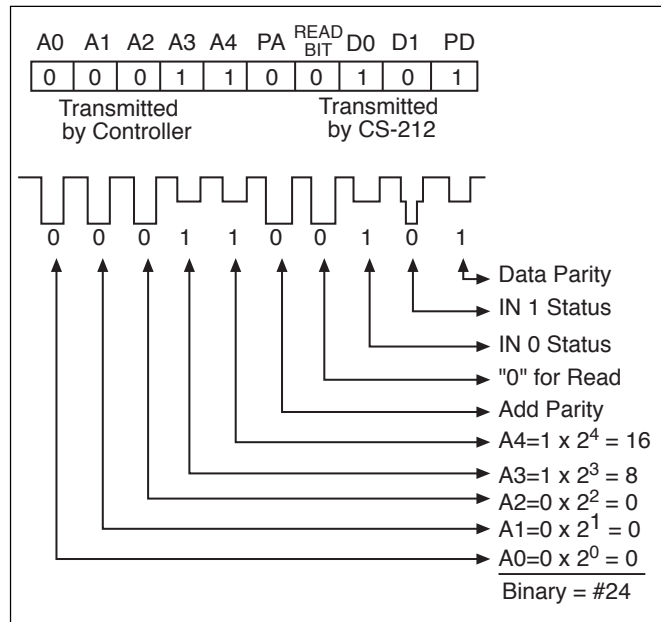 A0 A1 A2 A3 A4 PA READ BIT D0 D1 PD
0 0 0 1 1 0 0 1 0 1
Transmitted by Controller
Transmitted by CS-212
0 0 0 1 1 0 0 1 0 1
Data Parity
IN 1 Status
IN 0 Status
"0" for Read
Add Parity
A4=1 x 2⁴ = 16
A3=1 x 2³ = 8
A2=0 x 2² = 0
A1=0 x 2¹ = 0
A0=0 x 2⁰ = 0
Binary = #24